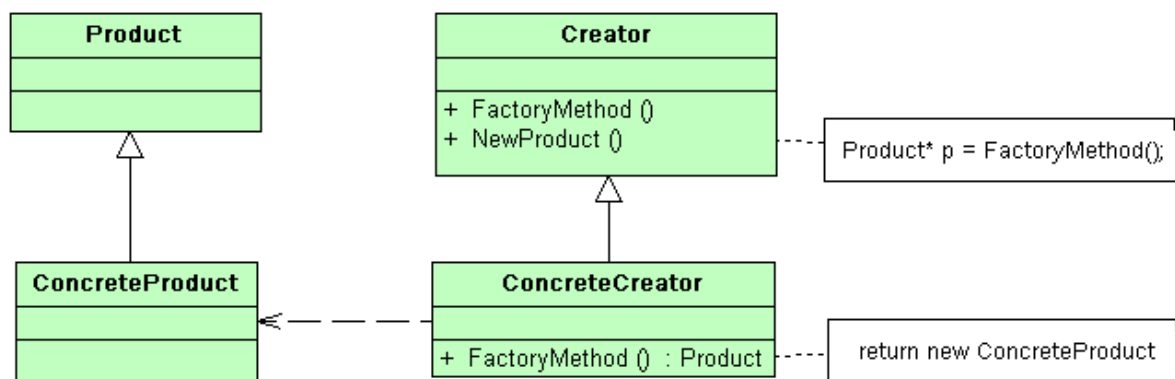 Product
Creator
+ FactoryMethod ()
+ NewProduct ()
Product* p = FactoryMethod();
ConcreteProduct
ConcreteCreator
+ FactoryMethod () : Product
return new ConcreteProduct